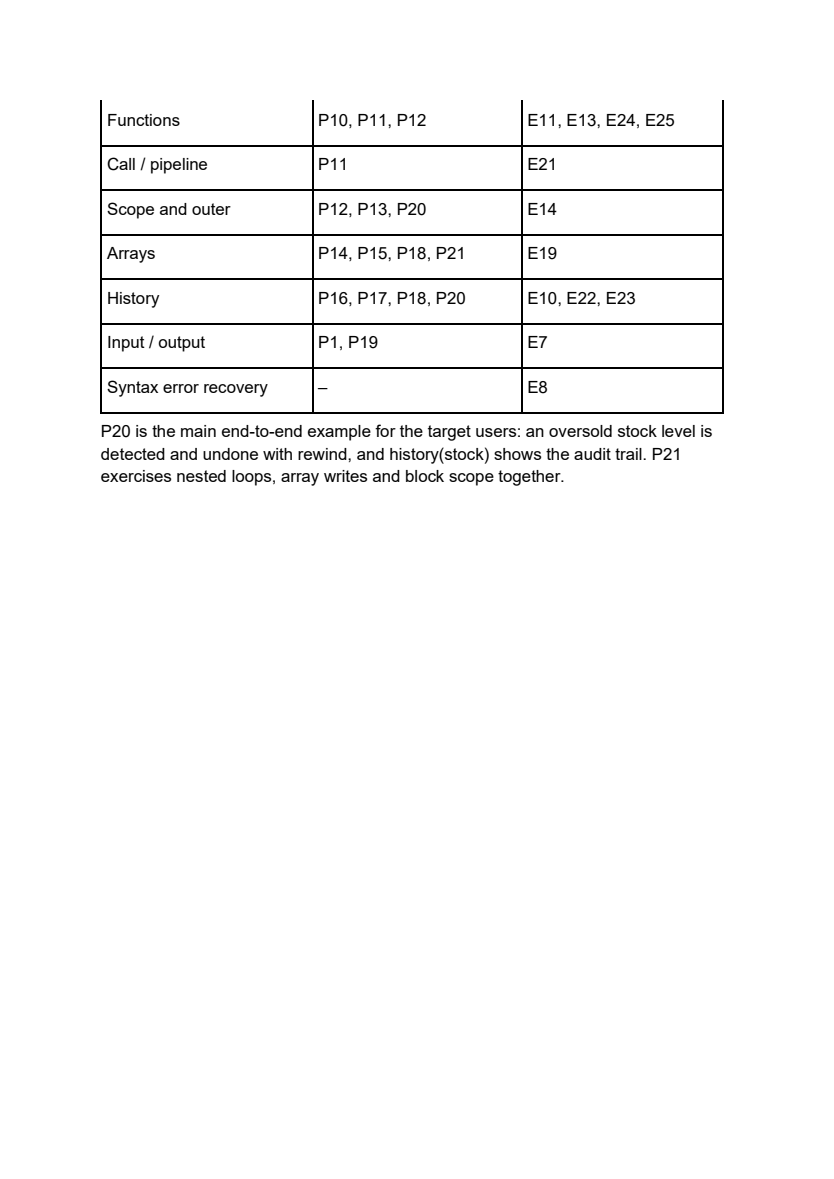 Functions P10, P11, P12 E11, E13, E24, E25
Call / pipeline P11 E21
Scope and outer P12, P13, P20 E14
Arrays P14, P15, P18, P21 E19
History P16, P17, P18, P20 E10, E22, E23
Input / output P1, P19 E7
Syntax error recovery – E8
P20 is the main end-to-end example for the target users: an oversold stock level is
detected and undone with rewind, and history(stock) shows the audit trail. P21
exercises nested loops, array writes and block scope together.